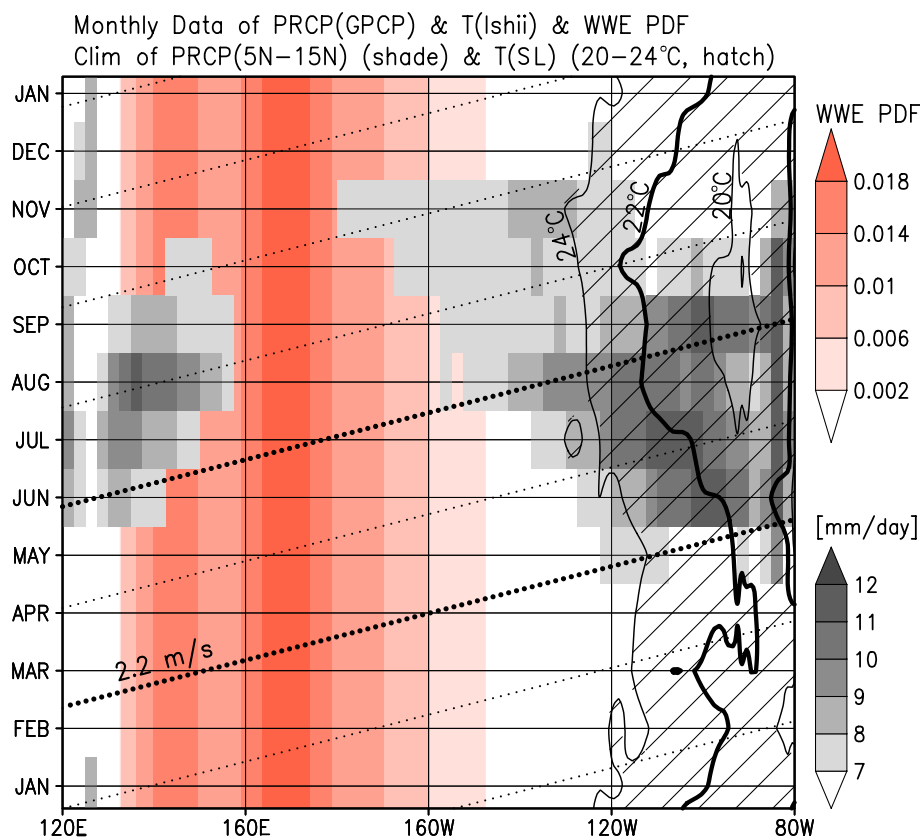 Monthly Data of PRCP(GPCP) & T(Ishii) & WWE PDF
Clim of PRCP(5N−15N) (shade) & T(SL) (20−24°C, hatch)
JAN
DEC
NOV
OCT
SEP
AUG
JUL
JUN
MAY
APR
MAR
FEB
JAN
120E
160E
160W
120W
80W
24°C
22°C
20°C
2.2 m/s
WWE PDF
0.018
0.014
0.01
0.006
0.002
[mm/day]
12
11
10
9
8
7